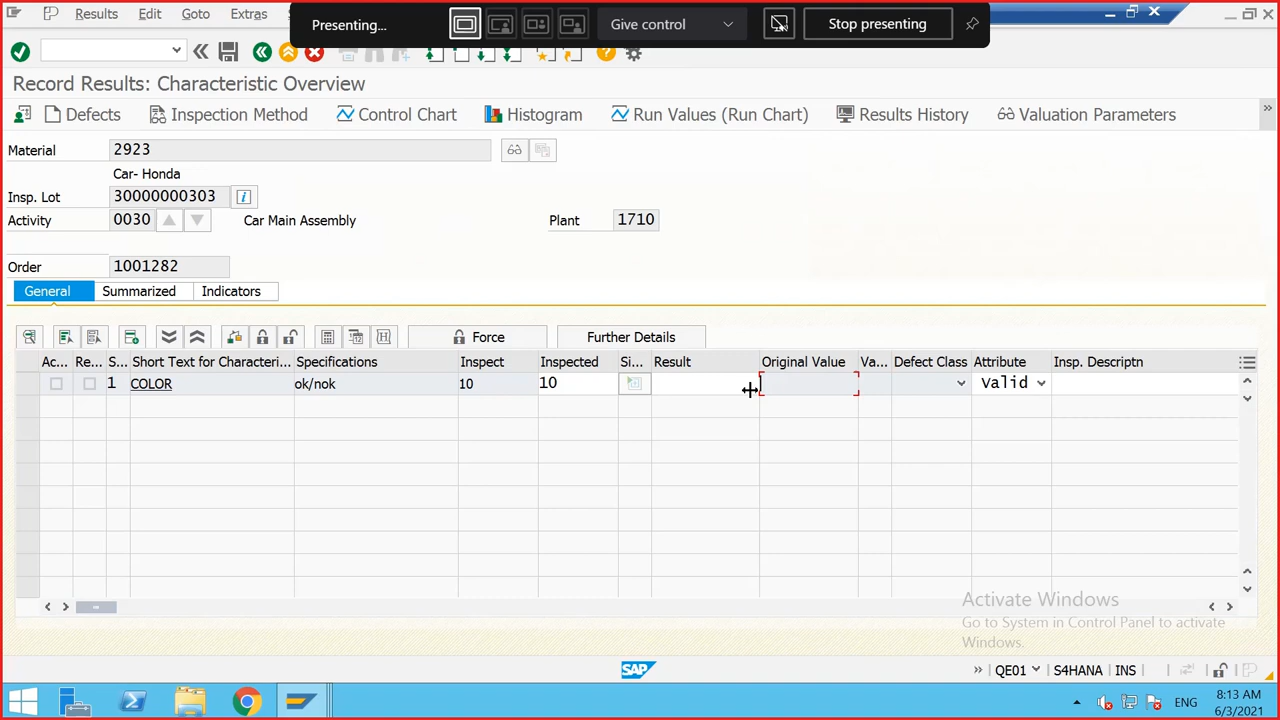 Results Edit Goto Extras
Presenting... Give control Stop presenting
Record Results: Characteristic Overview
Defects Inspection Method Control Chart Histogram Run Values (Run Chart) Results History Valuation Parameters
Material 2923
Car- Honda
Insp. Lot 30000000303
Activity 0030 Car Main Assembly Plant 1710
Order 1001282
General Summarized Indicators
Force Further Details
Ac... Re... S... Short Text for Characteri... Specifications Inspect Inspected Si... Result Original Value Va... Defect Class Attribute Insp. Descriptn
1 COLOR ok/nok 10 10 Valid
Activate Windows
Go to System in Control Panel to activate
Windows.
SAP QE01 S4HANA INS
ENG 8:13 AM
6/3/2021